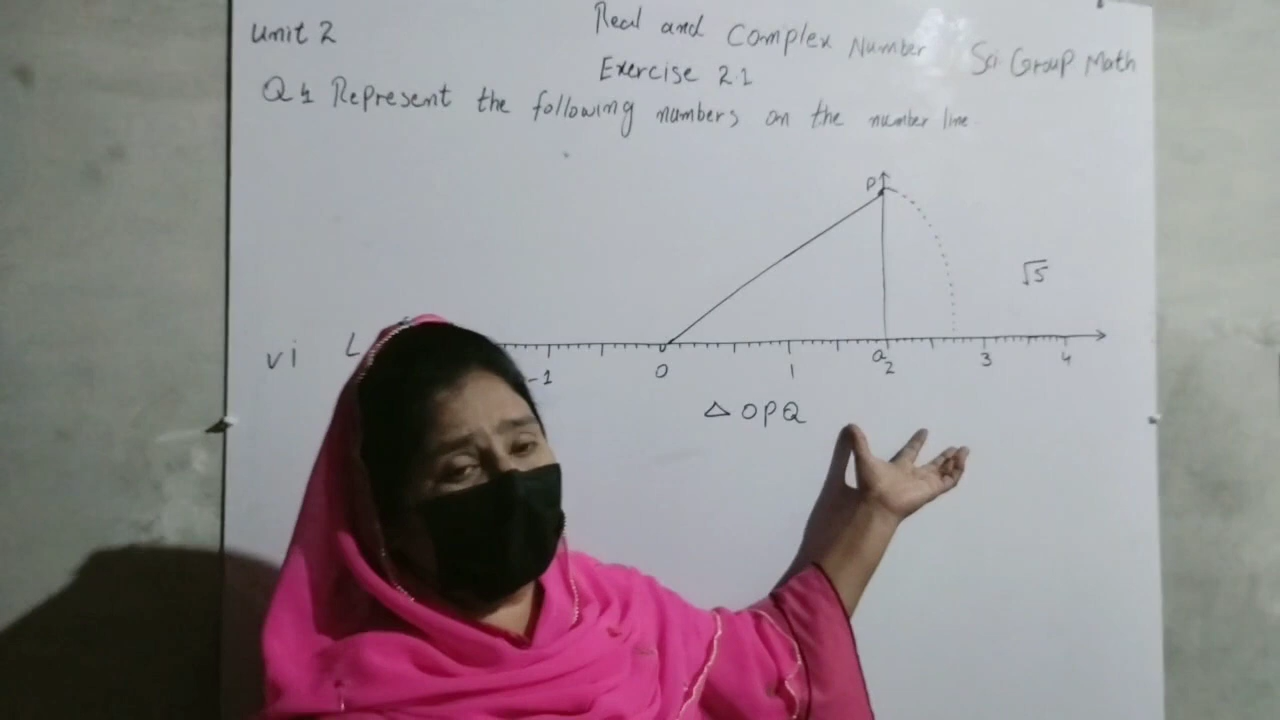 Unit 2
Real and Complex Number
Sci Group Math
Exercise 2.1
Q1 Represent the following numbers on the number line.
P
√5
vi
L
-1 0 1 2 3 4
Q
△ OPQ